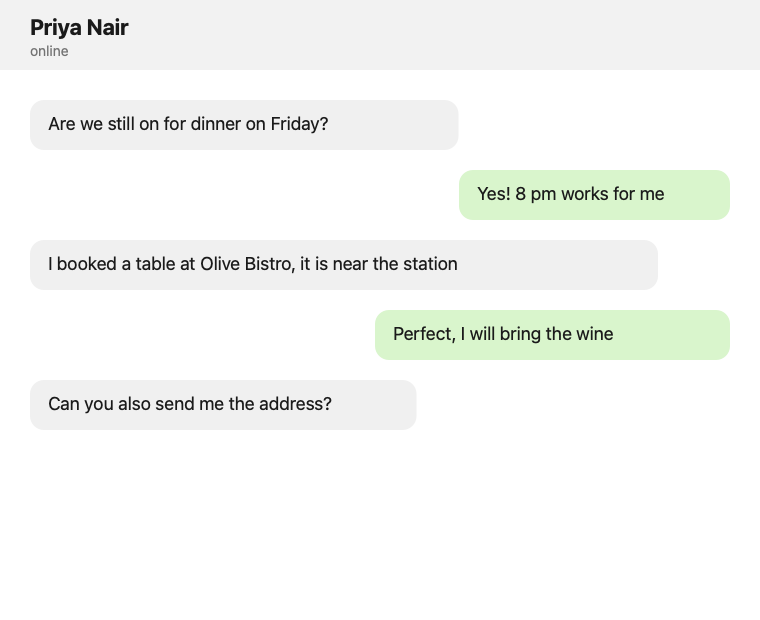 Priya Nair
online
Are we still on for dinner on Friday?
Yes! 8 pm works for me
I booked a table at Olive Bistro, it is near the station
Perfect, I will bring the wine
Can you also send me the address?